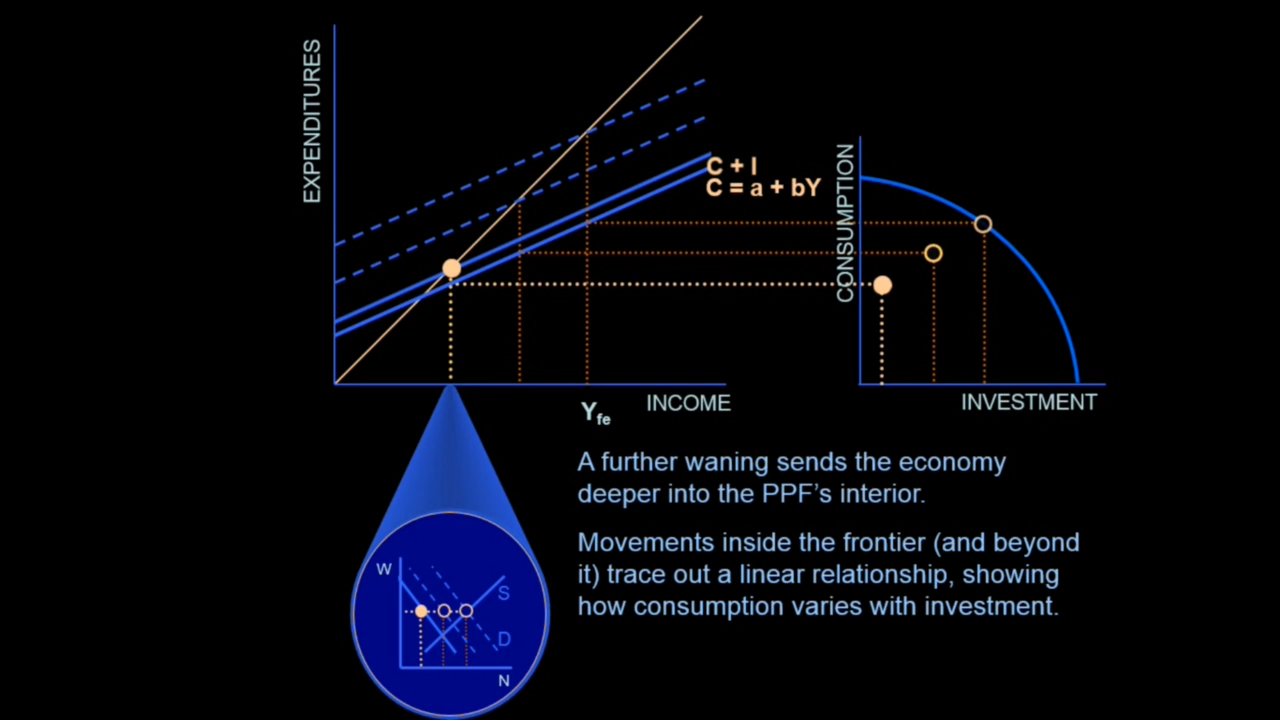 EXPENDITURES
C + I
C = a + bY
CONSUMPTION
Yfe
INCOME
INVESTMENT
A further waning sends the economy
deeper into the PPF's interior.
Movements inside the frontier (and beyond
it) trace out a linear relationship, showing
how consumption varies with investment.
W
S
D
N